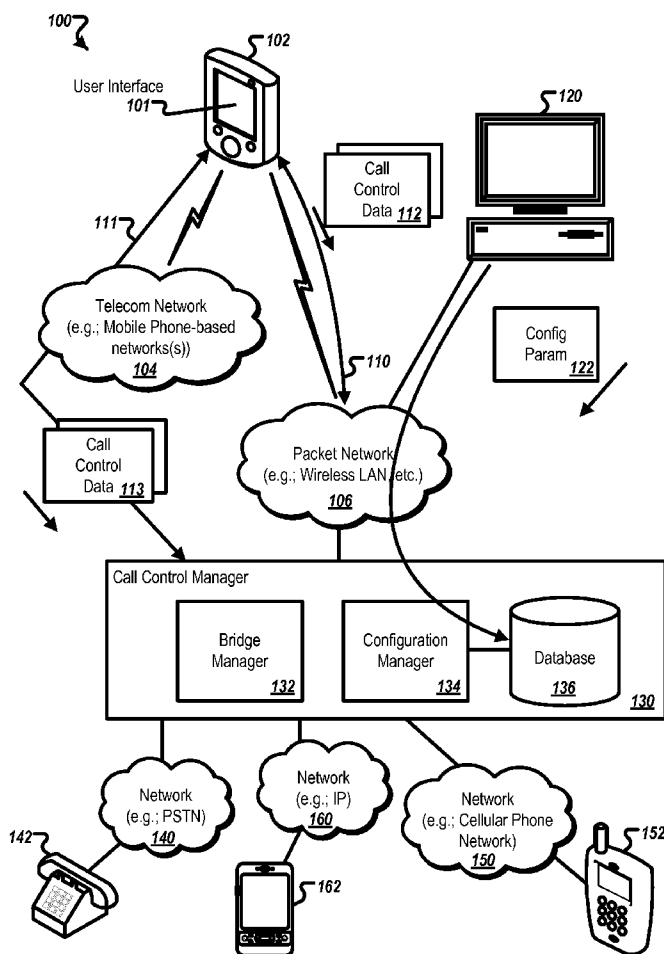 100
102
User Interface
101
120
Call
Control
Data 112
111
Telecom Network
(e.g.; Mobile Phone-based
networks(s))
104
Config
Param
122
110
Call
Control
Data
113
Packet Network
(e.g.; Wireless LAN, etc.)
106
Call Control Manager
Bridge
Manager
132
Configuration
Manager
134
Database
136
130
Network
(e.g.; PSTN)
140
Network
(e.g.; IP)
160
Network
(e.g.; Cellular Phone
Network)
150
142
162
152